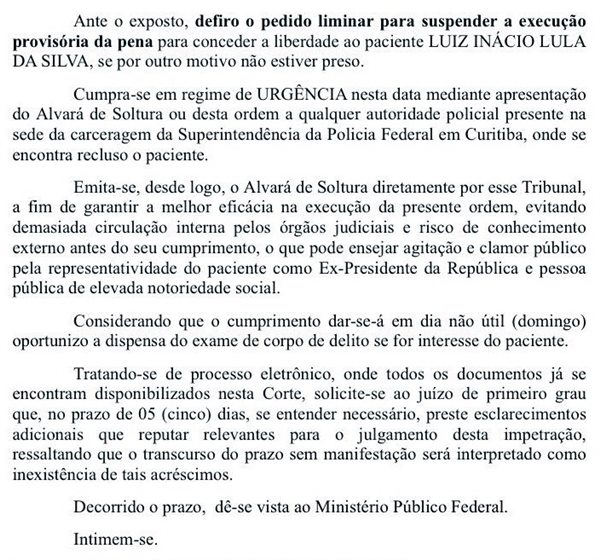 Ante o exposto, defiro o pedido liminar para suspender a execução
provisória da pena para conceder a liberdade ao paciente LUIZ INÁCIO LULA
DA SILVA, se por outro motivo não estiver preso.
Cumpra-se em regime de URGÊNCIA nesta data mediante apresentação
do Alvará de Soltura ou desta ordem a qualquer autoridade policial presente na
sede da carceragem da Superintendência da Policia Federal em Curitiba, onde se
encontra recluso o paciente.
Emita-se, desde logo, o Alvará de Soltura diretamente por esse Tribunal,
a fim de garantir a melhor eficácia na execução da presente ordem, evitando
demasiada circulação interna pelos órgãos judiciais e risco de conhecimento
externo antes do seu cumprimento, o que pode ensejar agitação e clamor público
pela representatividade do paciente como Ex-Presidente da República e pessoa
pública de elevada notoriedade social.
Considerando que o cumprimento dar-se-á em dia não útil (domingo)
oportunizo a dispensa do exame de corpo de delito se for interesse do paciente.
Tratando-se de processo eletrônico, onde todos os documentos já se
encontram disponibilizados nesta Corte, solicite-se ao juízo de primeiro grau
que, no prazo de 05 (cinco) dias, se entender necessário, preste esclarecimentos
adicionais que reputar relevantes para o julgamento desta impetração,
ressaltando que o transcurso do prazo sem manifestação será interpretado como
inexistência de tais acréscimos.
Decorrido o prazo, dê-se vista ao Ministério Público Federal.
Intimem-se.